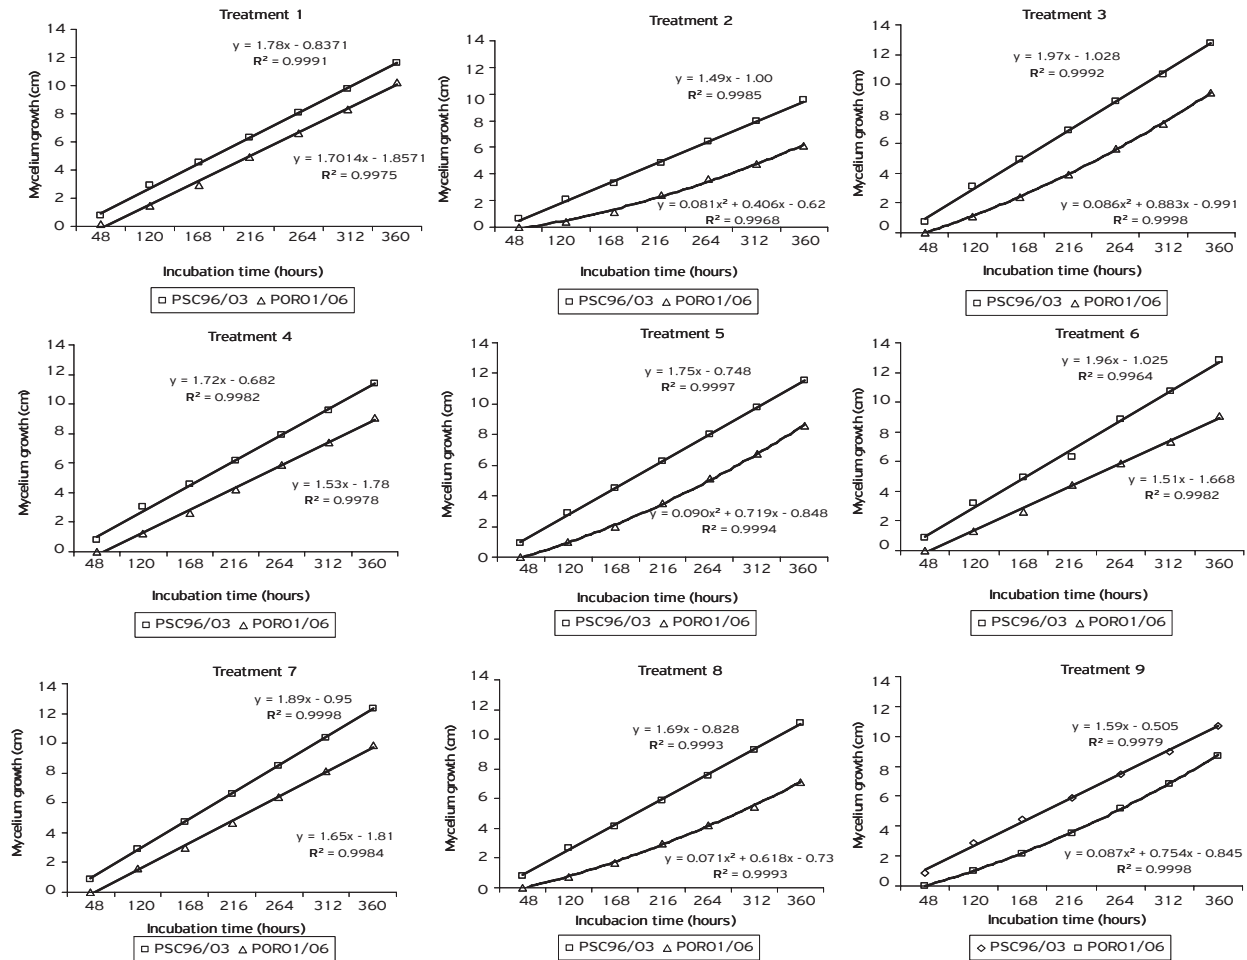 Treatment 1
Mycelium growth (cm)
14
12
10
8
6
4
2
0
y = 1.78x - 0.8371
R² = 0.9991
y = 1.7014x - 1.8571
R² = 0.9975
48 120 168 216 264 312 360
Incubation time (hours)
PSC96/03 PORO1/06
Treatment 2
Mycelium growth (cm)
14
12
10
8
6
4
2
0
y = 1.49x - 1.00
R² = 0.9985
y = 0.081x² + 0.406x - 0.62
R² = 0.9968
48 120 168 216 264 312 360
Incubation time (hours)
PSC96/03 PORO1/06
Treatment 3
Mycelium growth (cm)
14
12
10
8
6
4
2
0
y = 1.97x - 1.028
R² = 0.9992
y = 0.086x² + 0.883x - 0.991
R² = 0.9998
48 120 168 216 264 312 360
Incubation time (hours)
PSC96/03 PORO1/06
Treatment 4
Mycelium growth (cm)
14
12
10
8
6
4
2
0
y = 1.72x - 0.682
R² = 0.9982
y = 1.53x - 1.78
R² = 0.9978
48 120 168 216 264 312 360
Incubation time (hours)
PSC96/03 PORO1/06
Treatment 5
Mycelium growth (cm)
14
12
10
8
6
4
2
0
y = 1.75x - 0.748
R² = 0.9997
y = 0.090x² + 0.719x - 0.848
R² = 0.9994
48 120 168 216 264 312 360
Incubacion time (hours)
PSC96/03 PORO1/06
Treatment 6
Mycelium growth (cm)
14
12
10
8
6
4
2
0
y = 1.96x - 1.025
R² = 0.9964
y = 1.51x - 1.668
R² = 0.9982
48 120 168 216 264 312 360
Incubation time (hours)
PSC96/03 PORO1/06
Treatment 7
Mycelium growth (cm)
14
12
10
8
6
4
2
0
y = 1.89x - 0.95
R² = 0.9998
y = 1.65x - 1.81
R² = 0.9984
48 120 168 216 264 312 360
Incubation time (hours)
PSC96/03 PORO1/06
Treatment 8
Mycelium growth (cm)
14
12
10
8
6
4
2
0
y = 1.69x - 0.828
R² = 0.9993
y = 0.071x² + 0.618x - 0.73
R² = 0.9993
48 120 168 216 264 312 360
Incubacion time (hours)
PSC96/03 PORO1/06
Treatment 9
Mycelium growth (cm)
14
12
10
8
6
4
2
0
y = 1.59x - 0.505
R² = 0.9979
y = 0.087x² + 0.754x - 0.845
R² = 0.9998
48 120 168 216 264 312 360
Incubation time (hours)
PSC96/03 PORO1/06